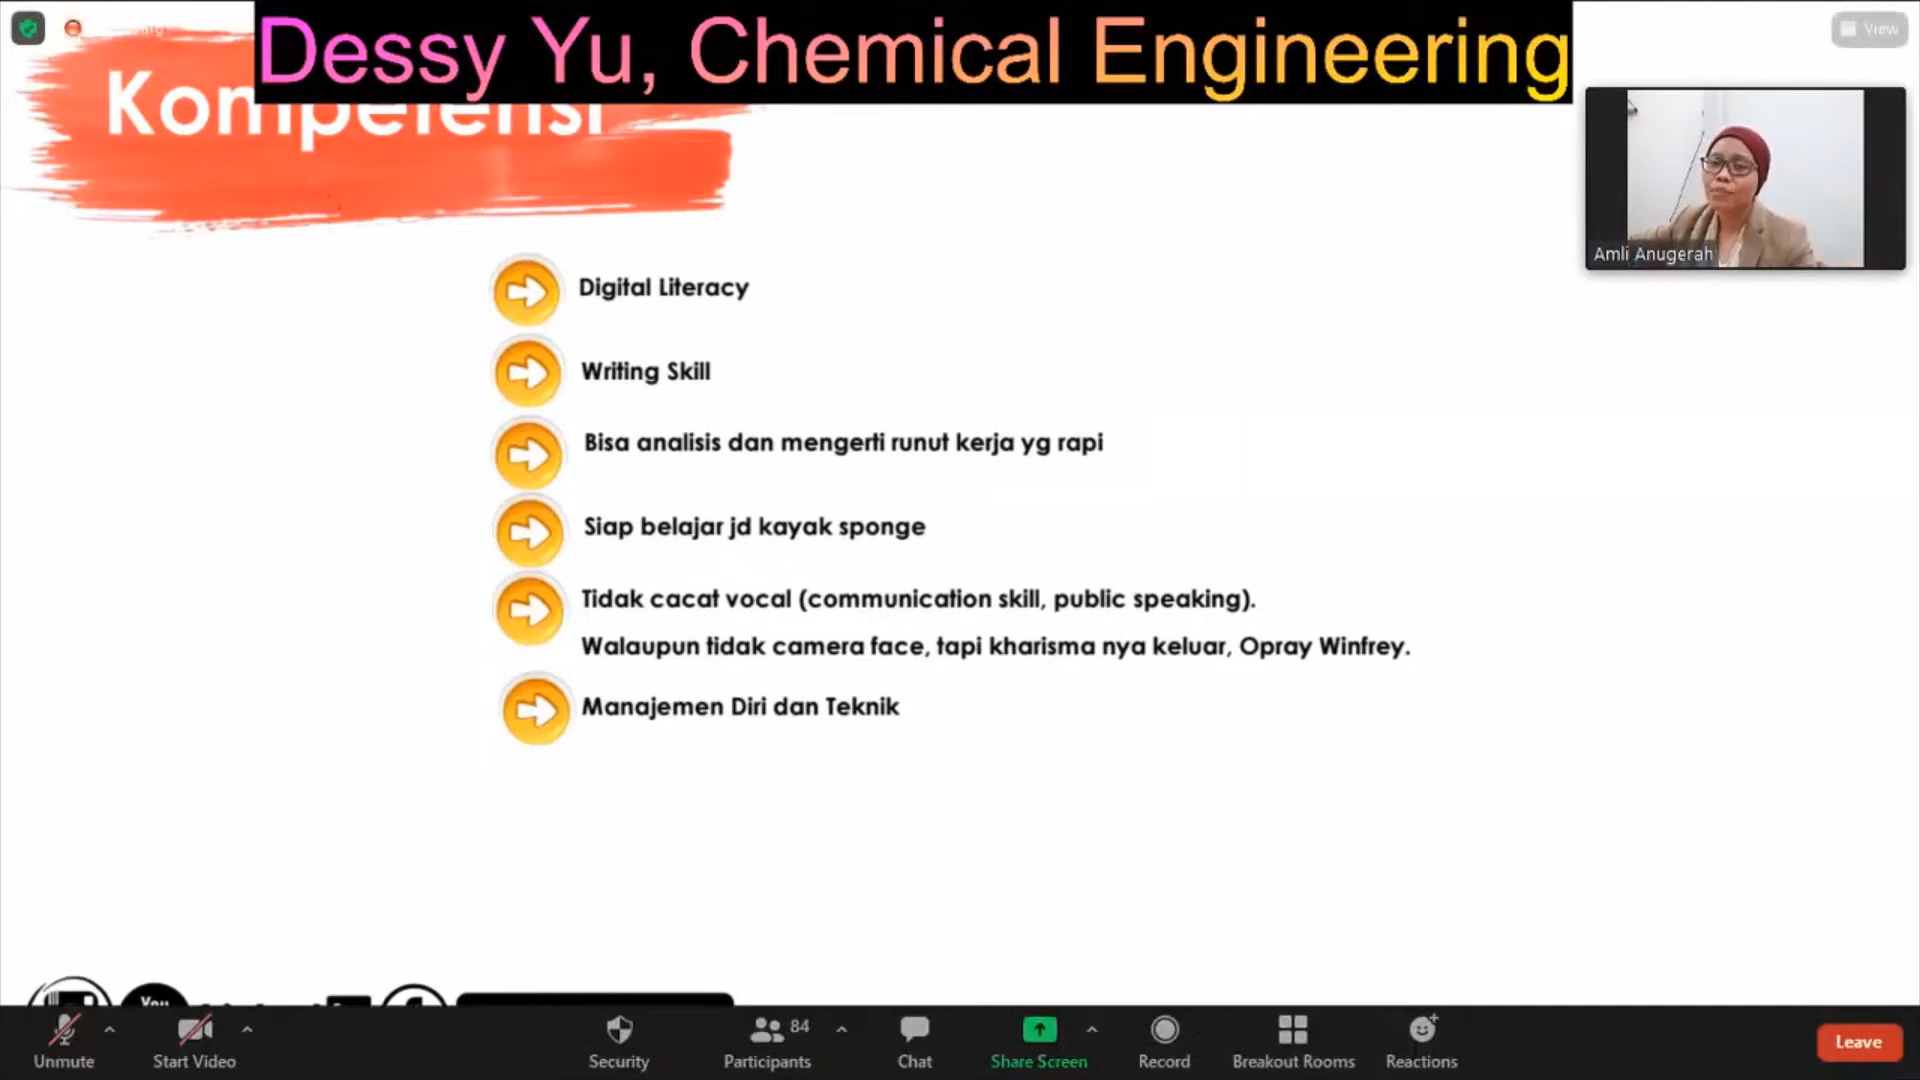 Dessy Yu, Chemical Engineering
View
Kompetensi
Amli Anugerah
Digital Literacy
Writing Skill
Bisa analisis dan mengerti runut kerja yg rapi
Siap belajar jd kayak sponge
Tidak cacat vocal (communication skill, public speaking).
Walaupun tidak camera face, tapi kharisma nya keluar, Opray Winfrey.
Manajemen Diri dan Teknik
You
Unmute
Start Video
Security
84
Participants
Chat
Share Screen
Record
Breakout Rooms
Reactions
Leave